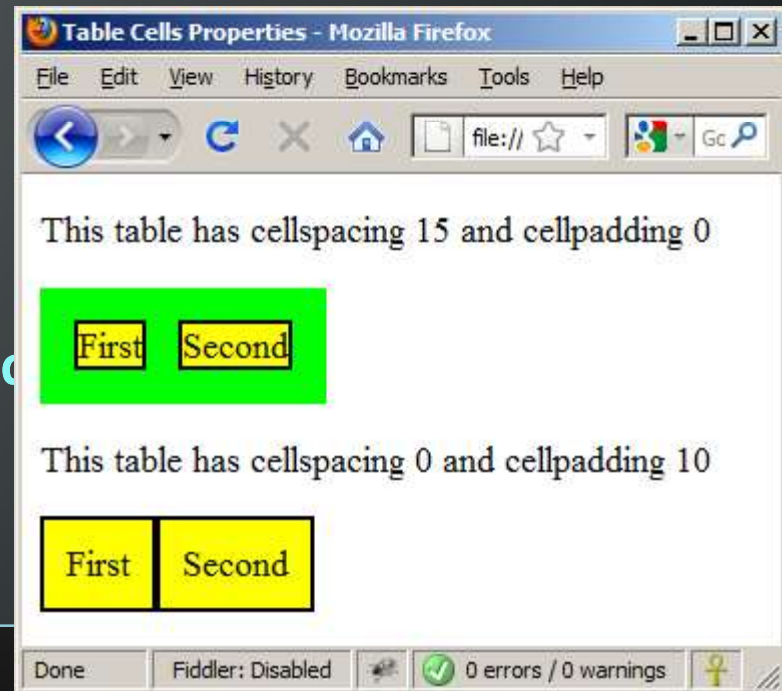 Table Cells Properties - Mozilla Firefox
File Edit View History Bookmarks Tools Help
file://
This table has cellspacing 15 and cellpadding 0
First Second
This table has cellspacing 0 and cellpadding 10
First Second
Done Fiddler: Disabled 0 errors / 0 warnings